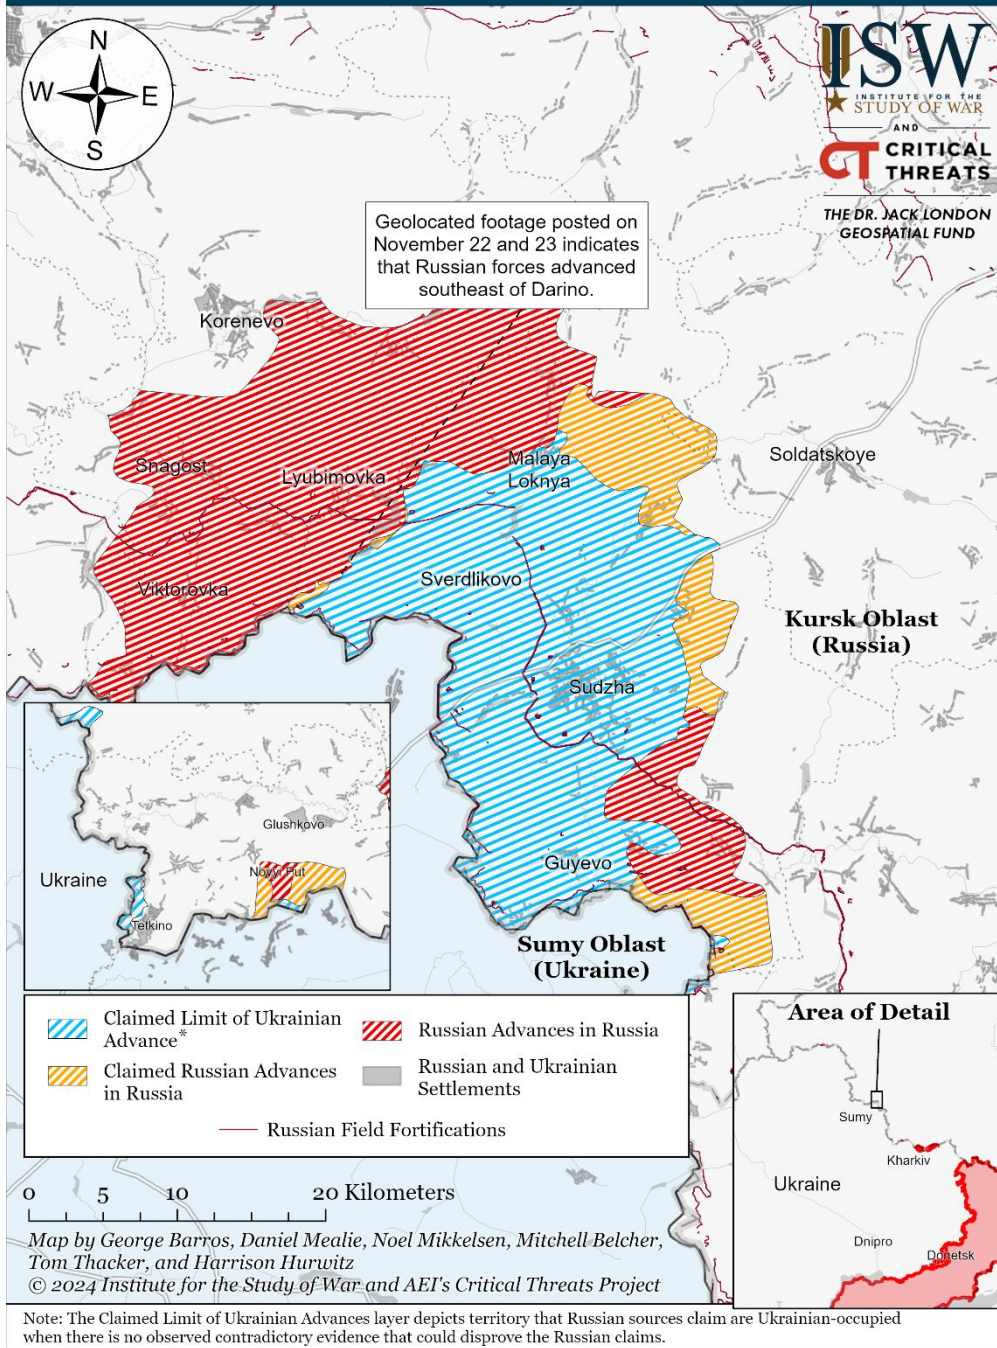 N
W
E
S
ISW
INSTITUTE FOR THE
STUDY OF WAR
AND
CT CRITICAL
THREATS
THE DR. JACK LONDON
GEOSPATIAL FUND
Geolocated footage posted on
November 22 and 23 indicates
that Russian forces advanced
southeast of Darino.
Korenevo
Snagost
Lyubimovka
Malaya
Loknya
Soldatskoye
Viktorovka
Sverdlikovo
Kursk Oblast
(Russia)
Sudzha
Guyevo
Sumy Oblast
(Ukraine)
Glushkovo
Novyi Put
Ukraine
Tetkino
Claimed Limit of Ukrainian
Advance*
Russian Advances in Russia
Claimed Russian Advances
in Russia
Russian and Ukrainian
Settlements
Russian Field Fortifications
Area of Detail
Sumy
Kharkiv
Ukraine
Dnipro
Donetsk
0 5 10 20 Kilometers
Map by George Barros, Daniel Mealie, Noel Mikkelsen, Mitchell Belcher,
Tom Thacker, and Harrison Hurwitz
© 2024 Institute for the Study of War and AEI's Critical Threats Project
Note: The Claimed Limit of Ukrainian Advances layer depicts territory that Russian sources claim are Ukrainian-occupied
when there is no observed contradictory evidence that could disprove the Russian claims.